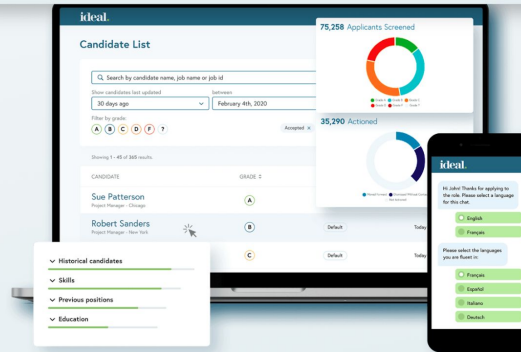 ideal.
Candidate List
Search by candidate name, job name or job id
Show candidates last updated
between
30 days ago
February 4th, 2020
Filter by grade:
A B C D F ?
Accepted ×
Showing 1 - 45 of 365 results
CANDIDATE
GRADE
Sue Patterson
Project Manager - Chicago
A
Robert Sanders
Project Manager - New York
B
Default
Today
C
Default
Today
75,258 Applicants Screened
35,290 Actioned
Historical candidates
Skills
Previous positions
Education
ideal.
Hi John! Thanks for applying to
the role. Please select a language
for this chat.
English
Français
Please select the languages
you are fluent in:
Français
Español
Italiano
Deutsch